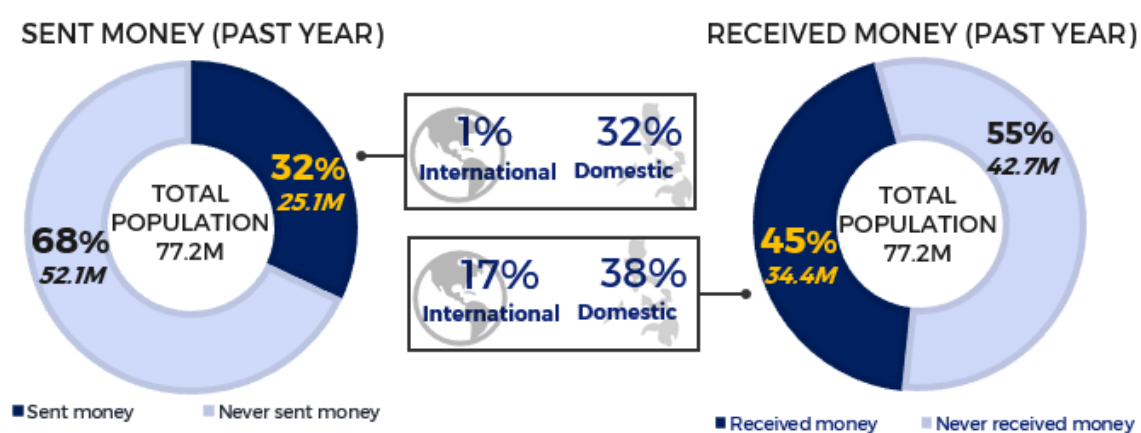 SENT MONEY (PAST YEAR)
32%
25.1M
TOTAL
POPULATION
77.2M
68%
52.1M
Sent money
Never sent money
1%
International
32%
Domestic
17%
International
38%
Domestic
RECEIVED MONEY (PAST YEAR)
55%
42.7M
TOTAL
POPULATION
77.2M
45%
34.4M
Received money
Never received money